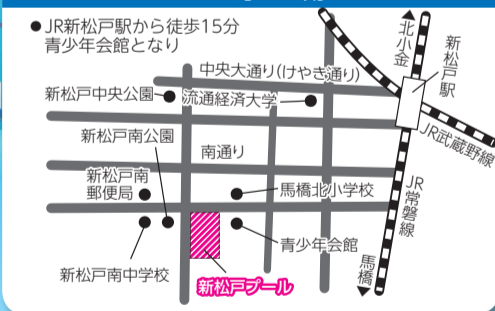 ●JR新松戸駅から徒歩15分
青少年会館となり
北小金
新松戸駅
中央大通り(けやき通り)
新松戸中央公園
流通経済大学
JR武蔵野線
新松戸南公園
南通り
新松戸南
郵便局
馬橋北小学校
JR常磐線
青少年会館
馬橋
新松戸南中学校
新松戸プール